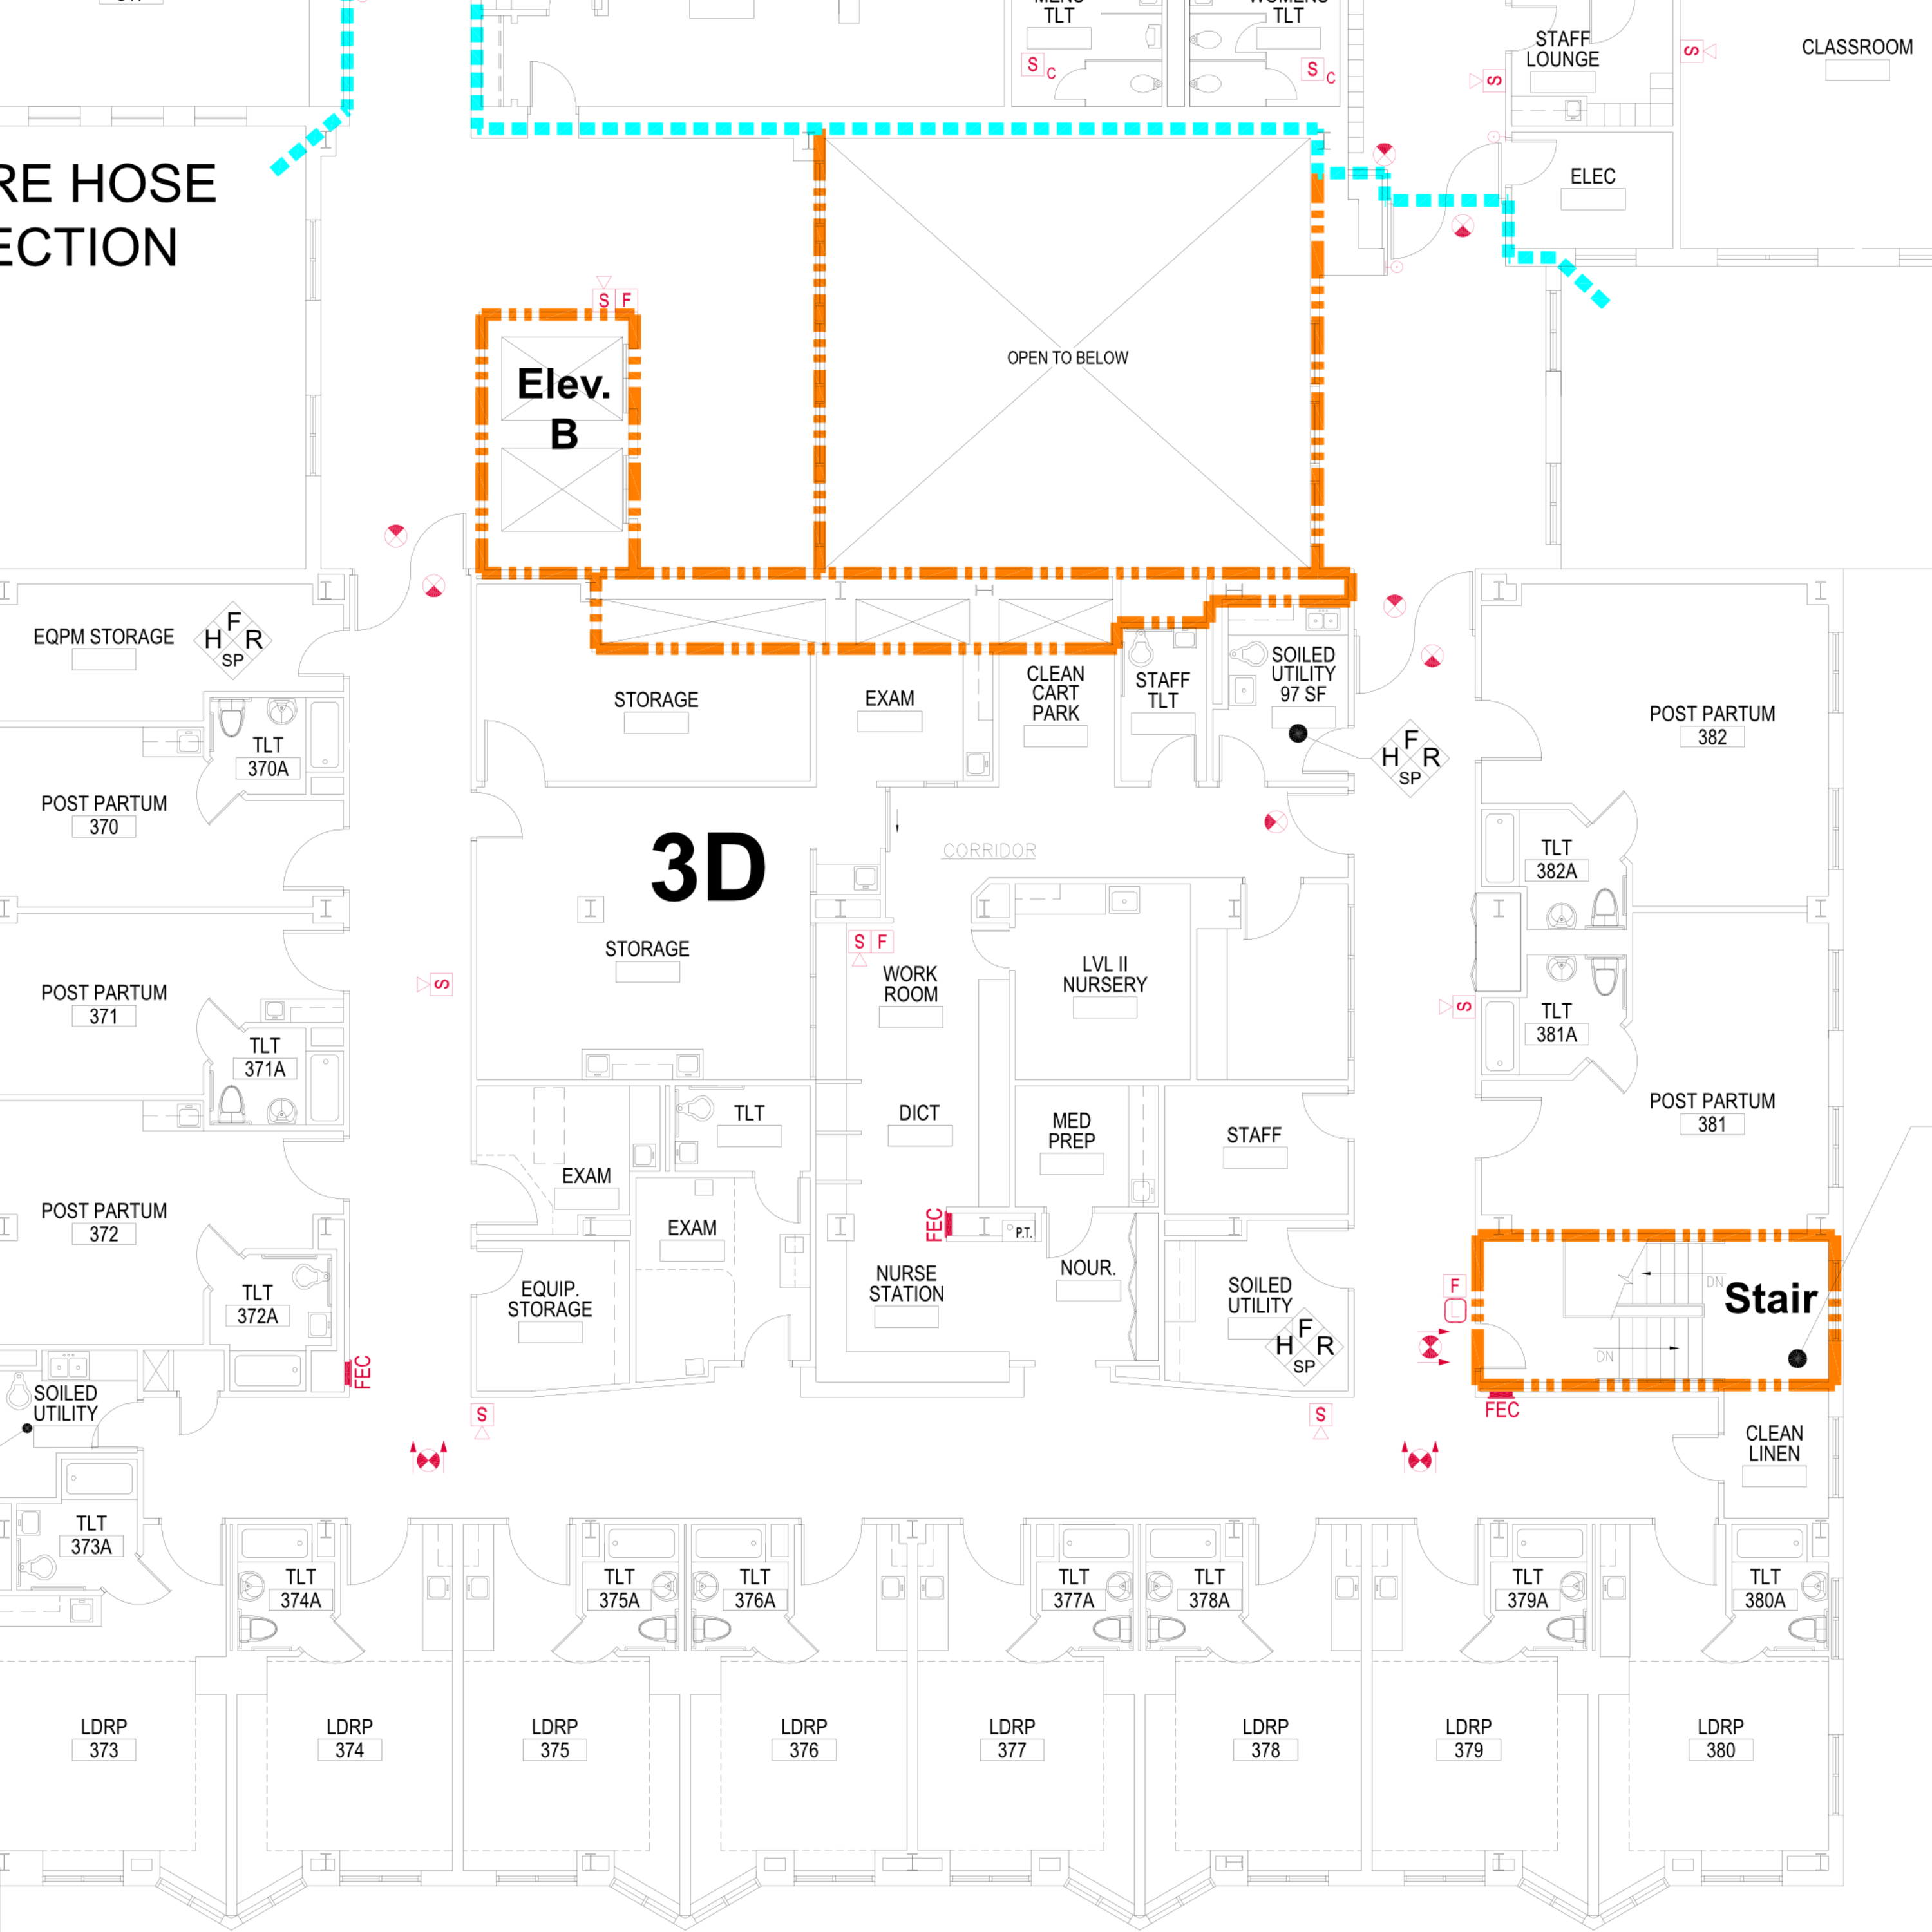 TLT
TLT
STAFF
LOUNGE
CLASSROOM
S C
S C
S
S
RE HOSE
ECTION
ELEC
S F
OPEN TO BELOW
Elev.
B
EQPM STORAGE
F
H R
SP
STORAGE
EXAM
CLEAN
CART
PARK
STAFF
TLT
SOILED
UTILITY
97 SF
POST PARTUM
382
F
H R
SP
TLT
370A
POST PARTUM
370
3D
CORRIDOR
TLT
382A
STORAGE
S F
WORK
ROOM
LVL II
NURSERY
S
S
POST PARTUM
371
TLT
371A
TLT
381A
POST PARTUM
381
TLT
DICT
MED
PREP
STAFF
EXAM
EXAM
POST PARTUM
372
FEC
P.T.
TLT
372A
EQUIP.
STORAGE
NURSE
STATION
NOUR.
SOILED
UTILITY
F
H R
SP
F
DN
Stair
DN
FEC
SOILED
UTILITY
S
S
FEC
CLEAN
LINEN
TLT
373A
TLT
374A
TLT
375A
TLT
376A
TLT
377A
TLT
378A
TLT
379A
TLT
380A
LDRP
373
LDRP
374
LDRP
375
LDRP
376
LDRP
377
LDRP
378
LDRP
379
LDRP
380